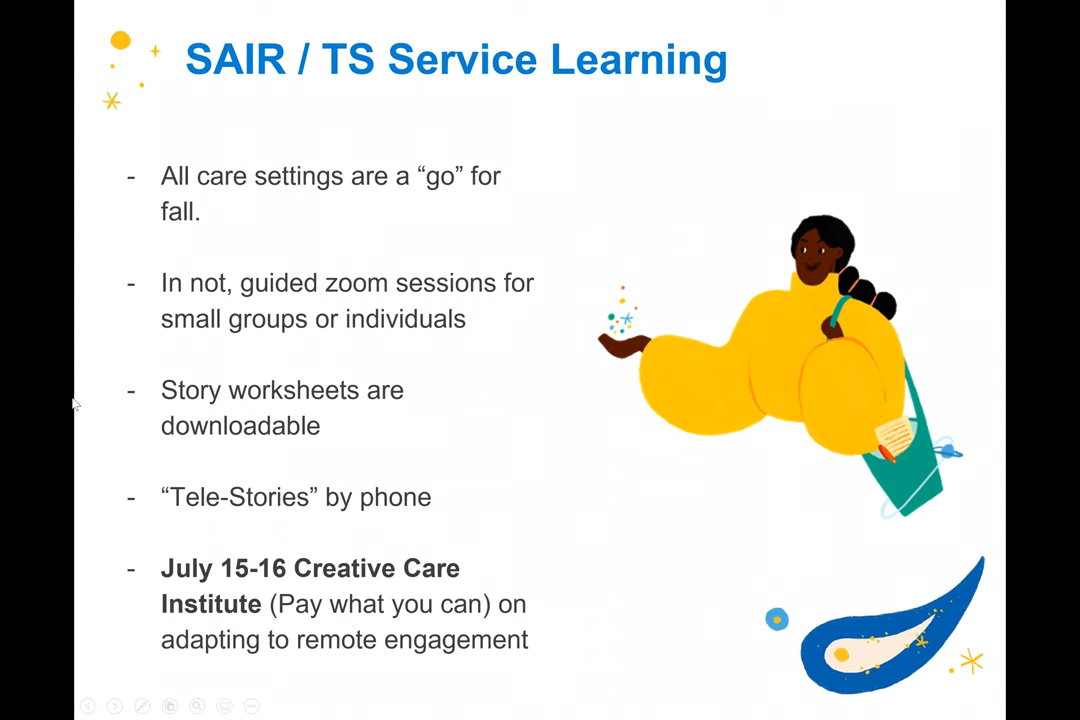 SAIR / TS Service Learning
- All care settings are a “go” for
fall.
- In not, guided zoom sessions for
small groups or individuals
- Story worksheets are
downloadable
- “Tele-Stories” by phone
- July 15-16 Creative Care
Institute (Pay what you can) on
adapting to remote engagement